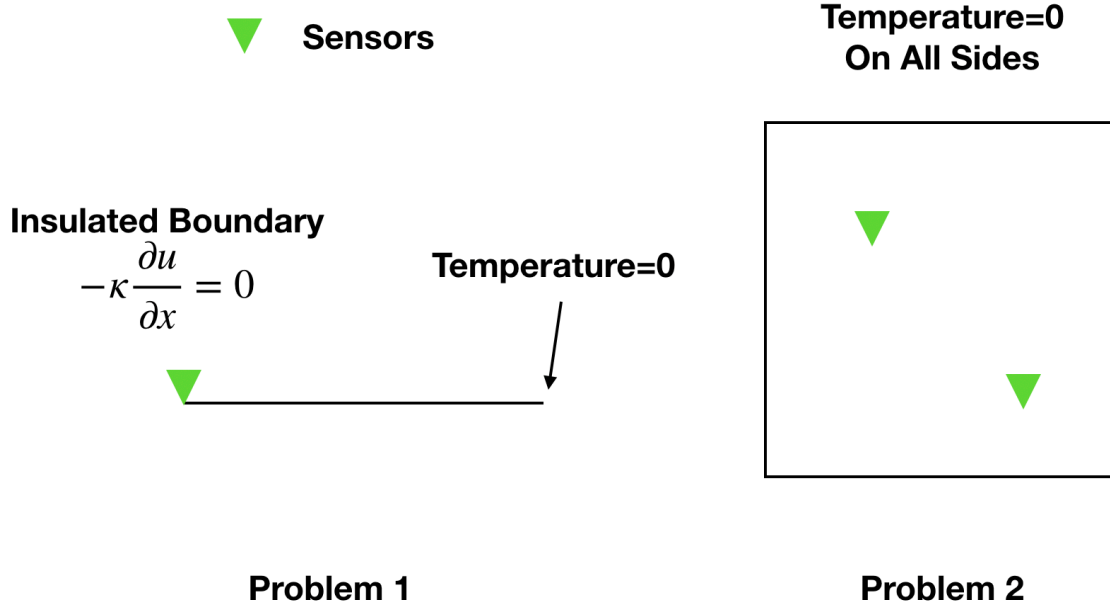 Sensors
Temperature=0
On All Sides
Insulated Boundary
−κ ∂u/∂x = 0
Temperature=0
Problem 1
Problem 2